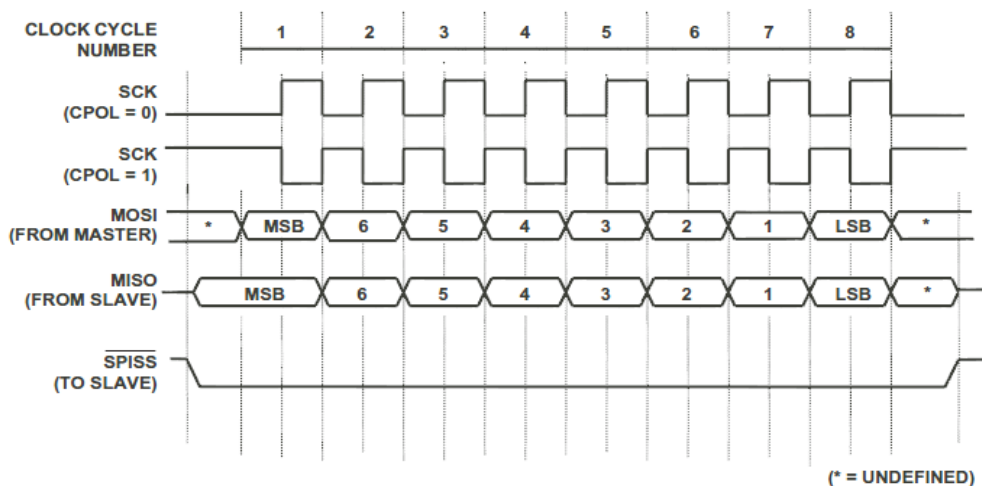 CLOCK CYCLE 1 2 3 4 5 6 7 8
NUMBER
SCK
(CPOL = 0)
SCK
(CPOL = 1)
MOSI
(FROM MASTER) * MSB 6 5 4 3 2 1 LSB *
MISO
(FROM SLAVE) MSB 6 5 4 3 2 1 LSB *
SPISS
(TO SLAVE)
(* = UNDEFINED)